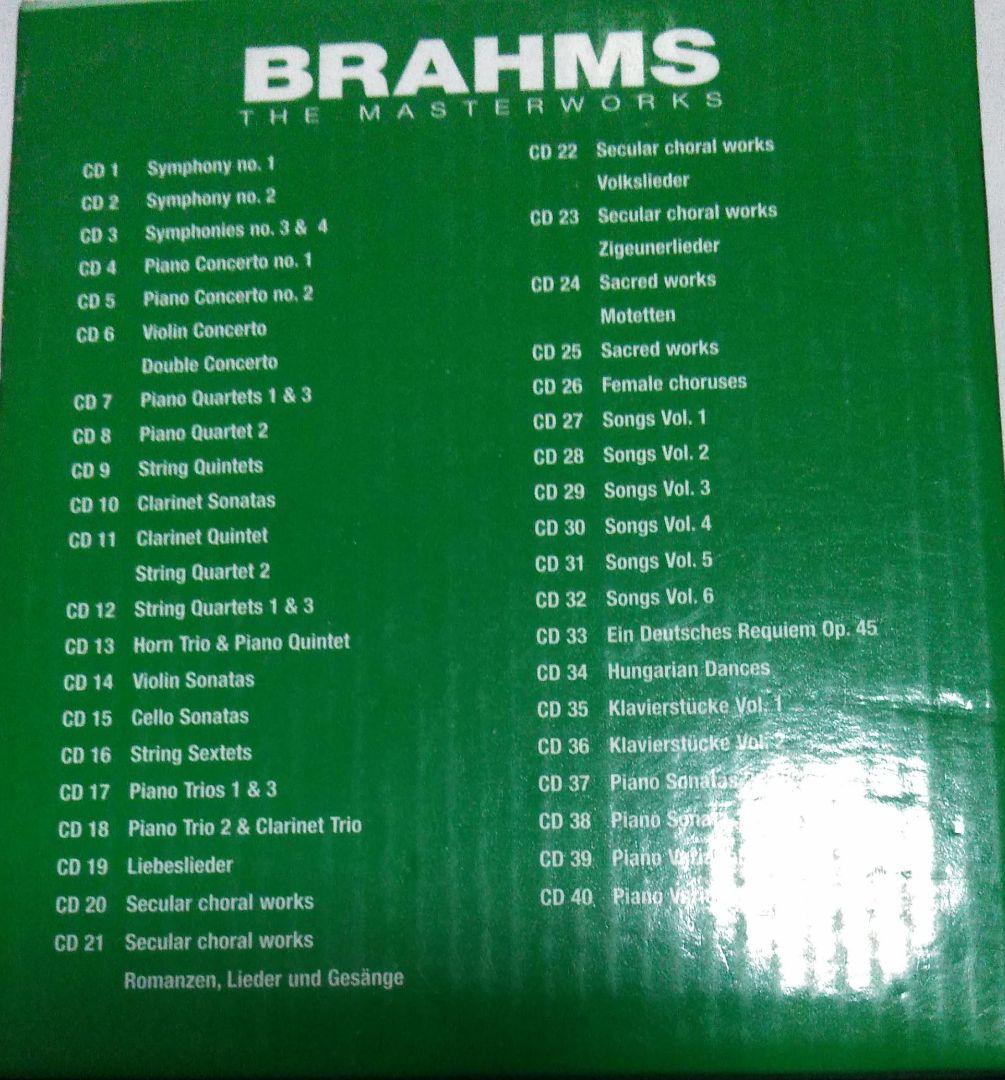 BRAHMS
THE MASTERWORKS
CD 1 Symphony no. 1
CD 2 Symphony no. 2
CD 3 Symphonies no. 3 & 4
CD 4 Piano Concerto no. 1
CD 5 Piano Concerto no. 2
CD 6 Violin Concerto
Double Concerto
CD 7 Piano Quartets 1 & 3
CD 8 Piano Quartet 2
CD 9 String Quintets
CD 10 Clarinet Sonatas
CD 11 Clarinet Quintet
String Quartet 2
CD 12 String Quartets 1 & 3
CD 13 Horn Trio & Piano Quintet
CD 14 Violin Sonatas
CD 15 Cello Sonatas
CD 16 String Sextets
CD 17 Piano Trios 1 & 3
CD 18 Piano Trio 2 & Clarinet Trio
CD 19 Liebeslieder
CD 20 Secular choral works
CD 21 Secular choral works
Romanzen, Lieder und Gesänge
CD 22 Secular choral works
Volkslieder
CD 23 Secular choral works
Zigeunerlieder
CD 24 Sacred works
Motetten
CD 25 Sacred works
CD 26 Female choruses
CD 27 Songs Vol. 1
CD 28 Songs Vol. 2
CD 29 Songs Vol. 3
CD 30 Songs Vol. 4
CD 31 Songs Vol. 5
CD 32 Songs Vol. 6
CD 33 Ein Deutsches Requiem Op. 45
CD 34 Hungarian Dances
CD 35 Klavierstücke Vol. 1
CD 36 Klavierstücke Vol. 2
CD 37 Piano Sonatas
CD 38 Piano
CD 39 Piano
CD 40 Piano